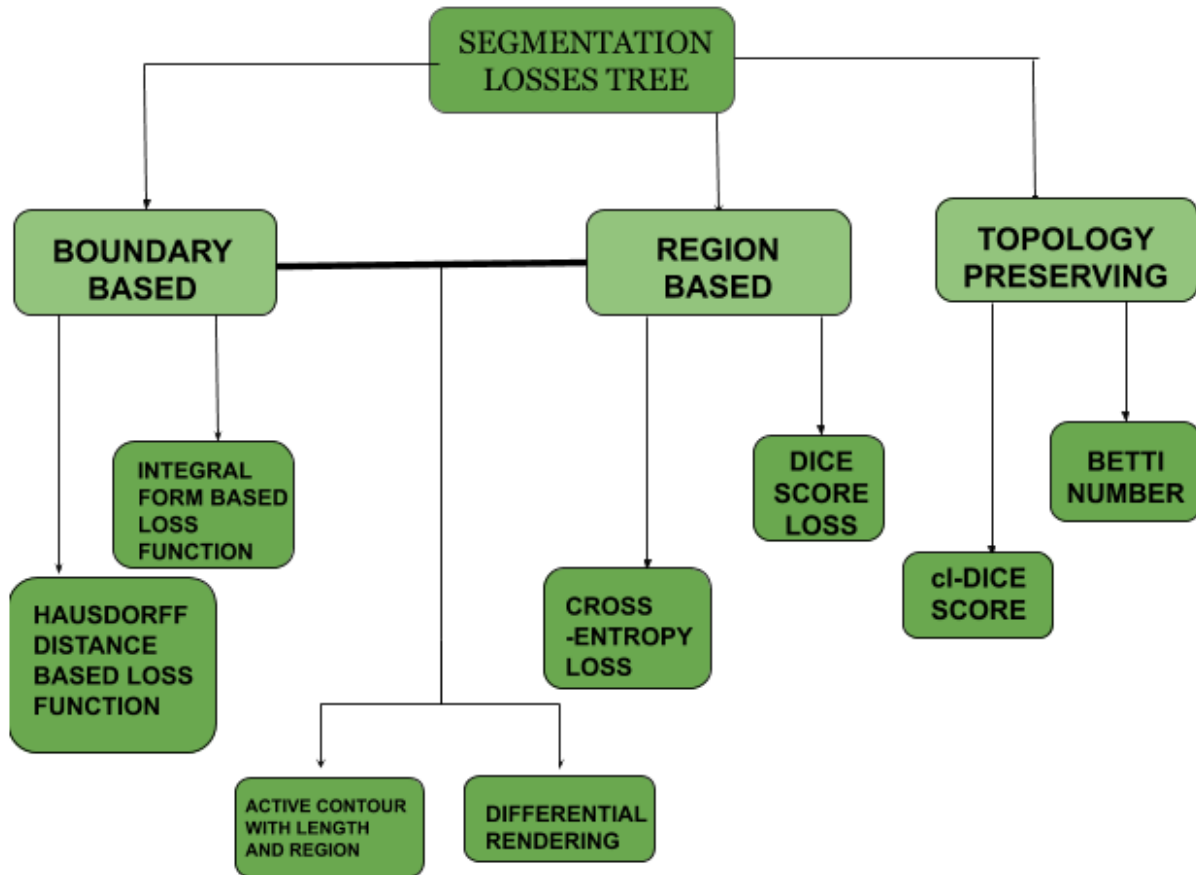 SEGMENTATION
LOSSES TREE
BOUNDARY
BASED
REGION
BASED
TOPOLOGY
PRESERVING
INTEGRAL
FORM BASED
LOSS
FUNCTION
DICE
SCORE
LOSS
BETTI
NUMBER
HAUSDORFF
DISTANCE
BASED LOSS
FUNCTION
CROSS
-ENTROPY
LOSS
cl-DICE
SCORE
ACTIVE CONTOUR
WITH LENGTH
AND REGION
DIFFERENTIAL
RENDERING